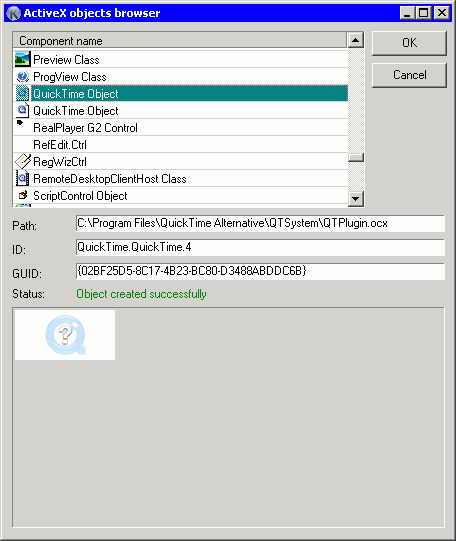 ActiveX objects browser
Component name
OK
Preview Class
Cancel
ProgView Class
QuickTime Object
QuickTime Object
RealPlayer G2 Control
RefEdit.Ctrl
RegWizCtrl
RemoteDesktopClientHost Class
ScriptControl Object
Path: C:\Program Files\QuickTime Alternative\QTSystem\QTPlugin.ocx
ID: QuickTime.QuickTime.4
GUID: {02BF25D5-8C17-4B23-BC80-D3488ABDDC6B}
Status: Object created successfully
?